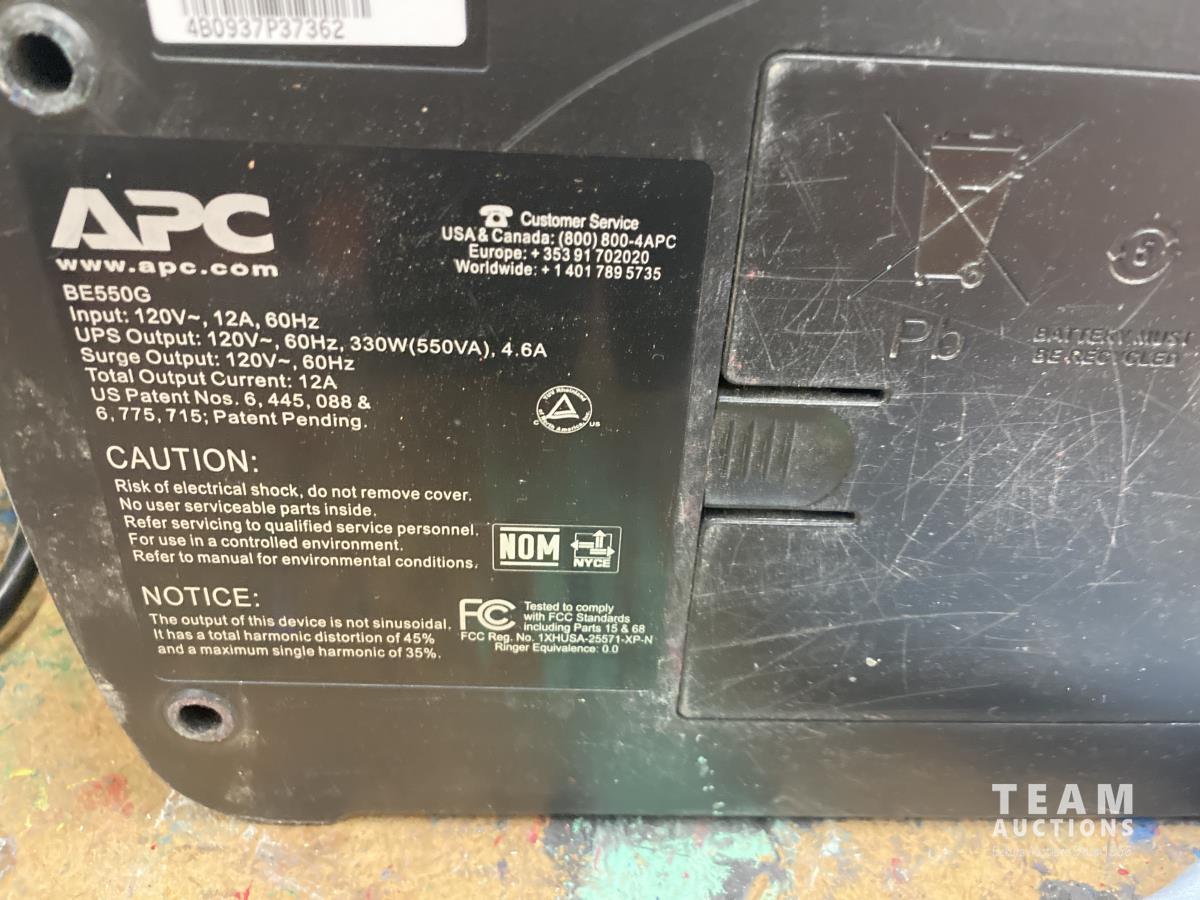 4B0937P37362
APC
www.apc.com
Customer Service
USA & Canada: (800) 800-4APC
Europe: +353 91 702020
Worldwide: +1 401 789 5735
BE550G
Input: 120V~, 12A, 60Hz
UPS Output: 120V~, 60Hz, 330W(550VA), 4.6A
Surge Output: 120V~, 60Hz
Total Output Current: 12A
US Patent Nos. 6, 445, 088 &
6, 775, 715; Patent Pending.
TUV Rheinland
of North America, Inc.
C US
CAUTION:
Risk of electrical shock, do not remove cover.
No user serviceable parts inside.
Refer servicing to qualified service personnel.
For use in a controlled environment.
Refer to manual for environmental conditions.
NOM
NYCE
NOTICE:
The output of this device is not sinusoidal.
It has a total harmonic distortion of 45%
and a maximum single harmonic of 35%.
FC
Tested to comply
with FCC Standards
including Parts 15 & 68
FCC Reg. No. 1XHUSA-25571-XP-N
Ringer Equivalence: 0.0
Pb
BATTERY MUST
BE RECYCLED
TEAM
AUCTIONS